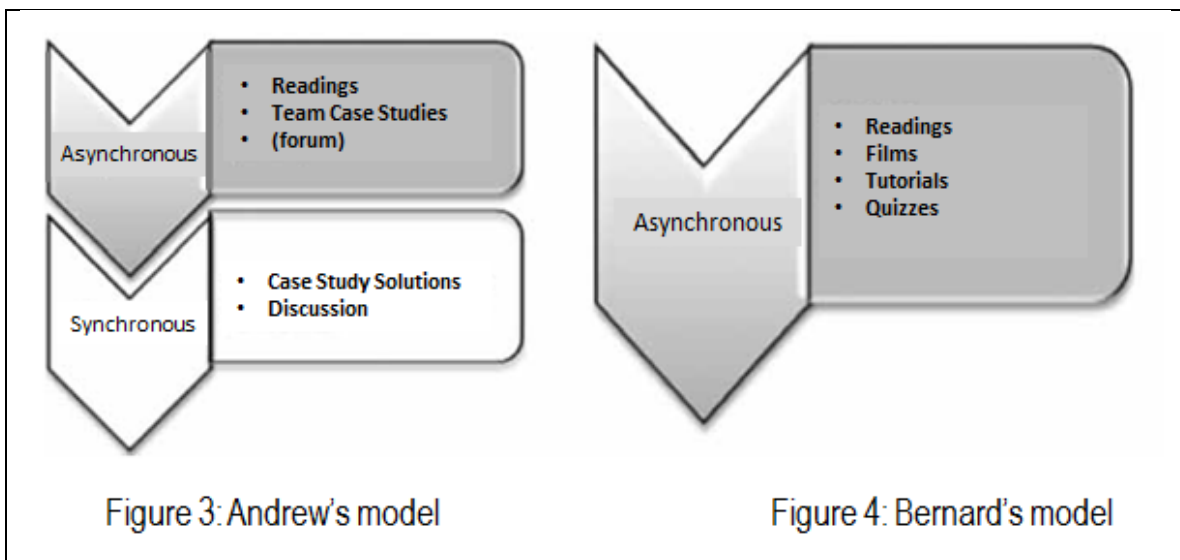 Asynchronous
• Readings
• Team Case Studies
• (forum)
Synchronous
• Case Study Solutions
• Discussion
Figure 3: Andrew's model
Asynchronous
• Readings
• Films
• Tutorials
• Quizzes
Figure 4: Bernard's model